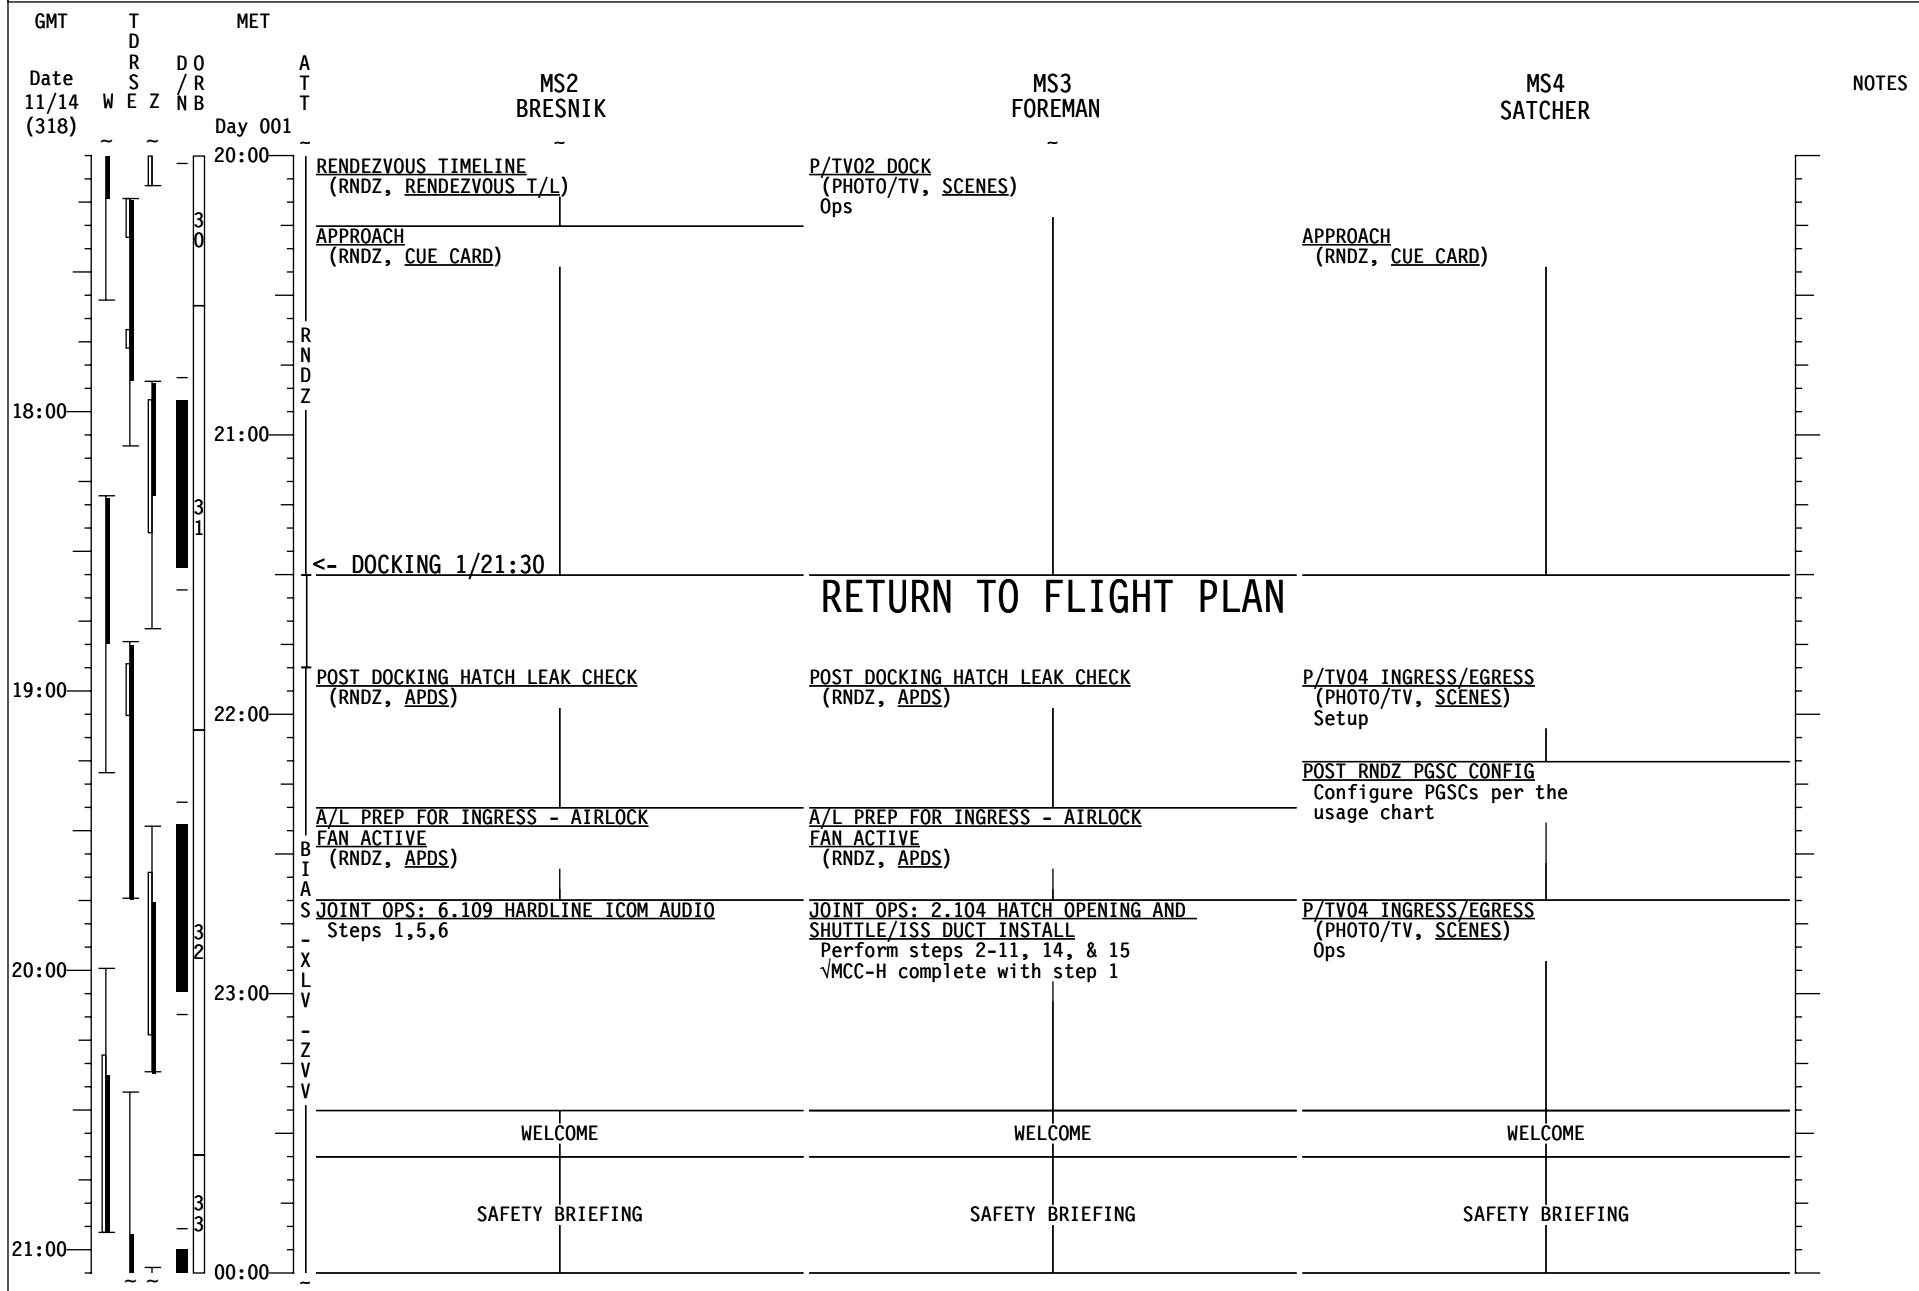 GMT
TDRS
MET
Date
11/14
(318)
W E Z
D/N
ORB
Day 001
ATT
MS2
BRESNIK
MS3
FOREMAN
MS4
SATCHER
NOTES
~ ~ ~ ~ ~
20:00
RENDEZVOUS TIMELINE
(RNDZ, RENDEZVOUS T/L)
P/TV02 DOCK
(PHOTO/TV, SCENES)
Ops
30
APPROACH
(RNDZ, CUE CARD)
APPROACH
(RNDZ, CUE CARD)
RNDZ
18:00
21:00
31
<- DOCKING 1/21:30
RETURN TO FLIGHT PLAN
POST DOCKING HATCH LEAK CHECK
(RNDZ, APDS)
POST DOCKING HATCH LEAK CHECK
(RNDZ, APDS)
P/TV04 INGRESS/EGRESS
(PHOTO/TV, SCENES)
Setup
19:00
22:00
POST RNDZ PGSC CONFIG
Configure PGSCs per the
usage chart
A/L PREP FOR INGRESS - AIRLOCK
FAN ACTIVE
(RNDZ, APDS)
A/L PREP FOR INGRESS - AIRLOCK
FAN ACTIVE
(RNDZ, APDS)
BIAS -XLV -ZVV
JOINT OPS: 6.109 HARDLINE ICOM AUDIO
Steps 1,5,6
JOINT OPS: 2.104 HATCH OPENING AND
SHUTTLE/ISS DUCT INSTALL
Perform steps 2-11, 14, & 15
√MCC-H complete with step 1
P/TV04 INGRESS/EGRESS
(PHOTO/TV, SCENES)
Ops
32
20:00
23:00
WELCOME
WELCOME
WELCOME
33
SAFETY BRIEFING
SAFETY BRIEFING
SAFETY BRIEFING
21:00
00:00
~ ~ ~